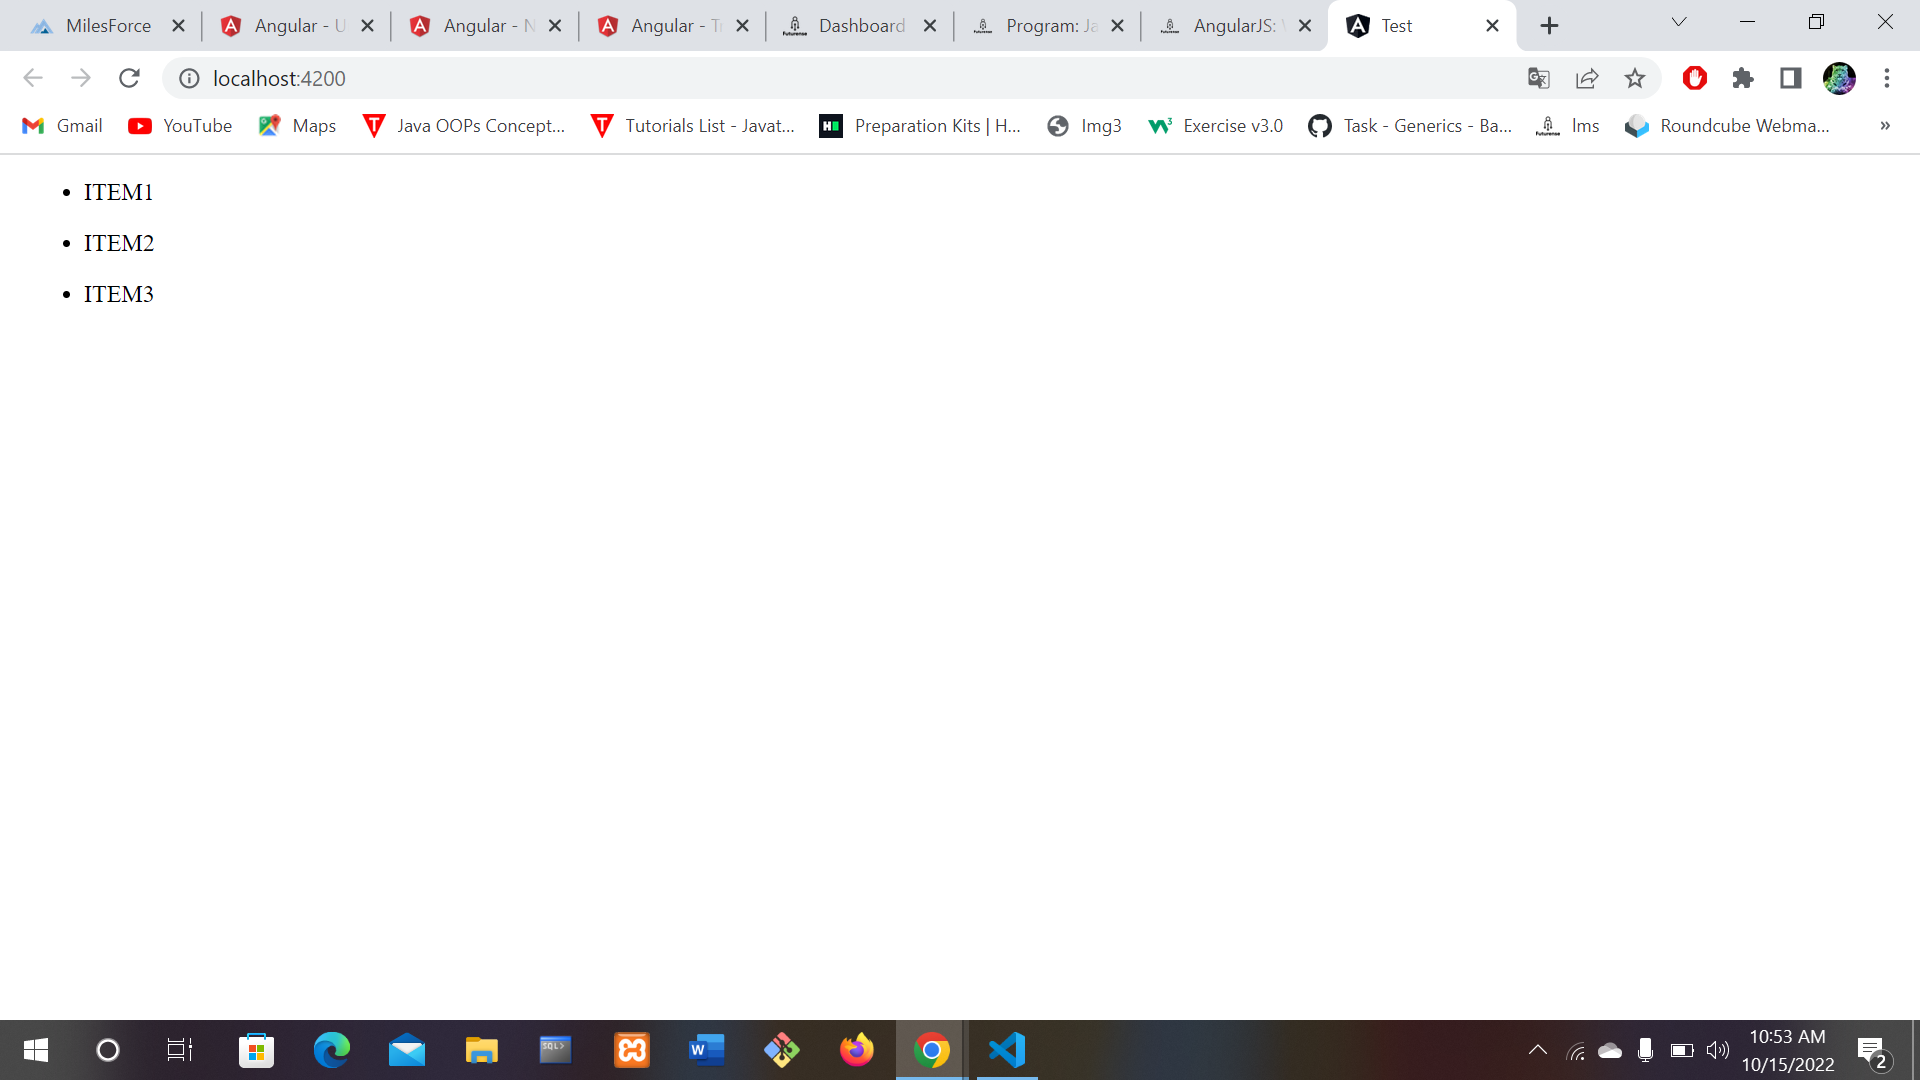 MilesForce
Angular - U
Angular - N
Angular - Tr
Dashboard
Program: Ja
AngularJS:
Test
localhost:4200
Gmail
YouTube
Maps
Java OOPs Concept...
Tutorials List - Javat...
Preparation Kits | H...
Img3
Exercise v3.0
Task - Generics - Ba...
lms
Roundcube Webma...
»
• ITEM1
• ITEM2
• ITEM3
10:53 AM
10/15/2022
2